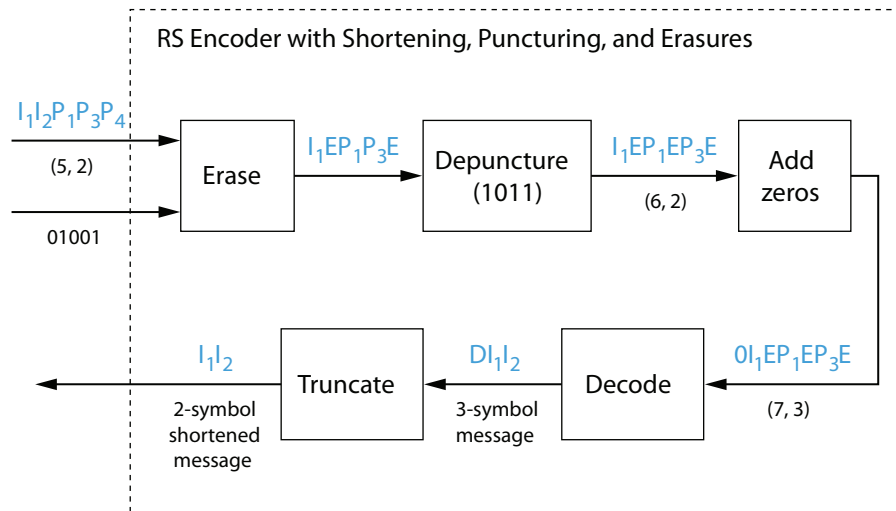 RS Encoder with Shortening, Puncturing, and Erasures
I₁I₂P₁P₃P₄
(5, 2)
01001
Erase
I₁EP₁P₃E
Depuncture
(1011)
I₁EP₁EP₃E
(6, 2)
Add
zeros
0I₁EP₁EP₃E
(7, 3)
Decode
DI₁I₂
3-symbol
message
Truncate
I₁I₂
2-symbol
shortened
message